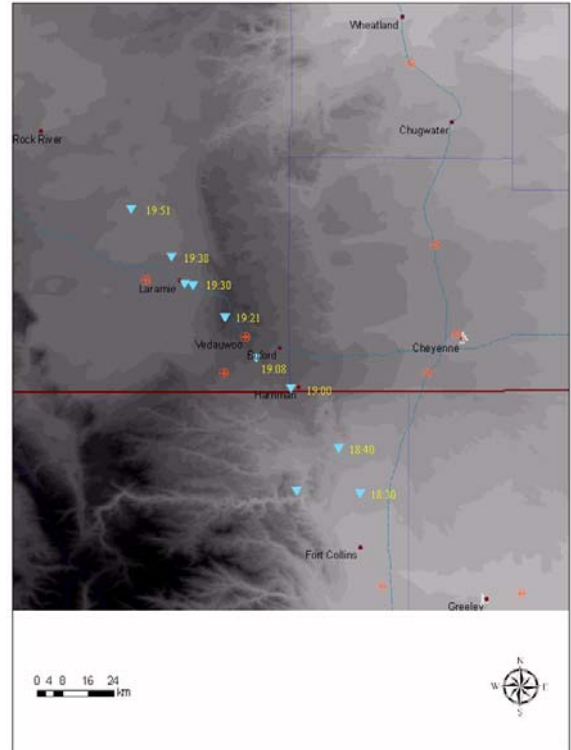 Wheatland
Chugwater
Rock River
19:51
19:38
Laramie
19:30
19:21
Vedauwoo
Cheyenne
19:08
19:00
Harriman
18:40
18:30
Fort Collins
Greeley
N
W E
S
0 4 8 16 24
km